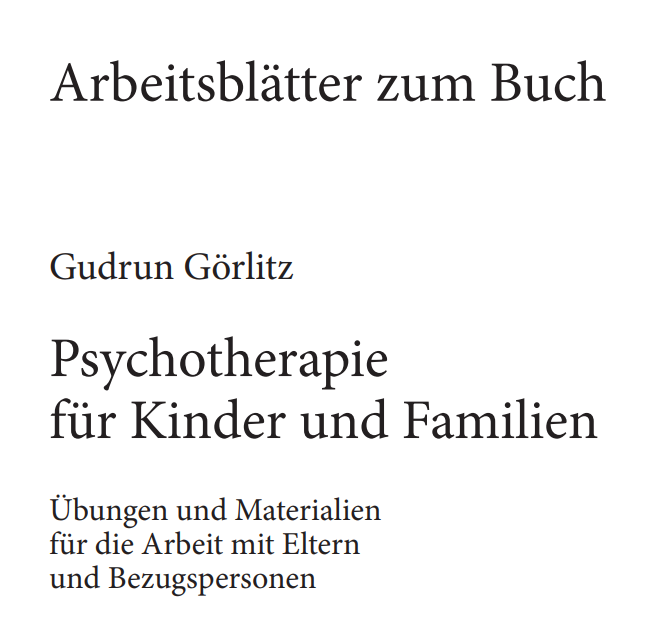 Arbeitsblätter zum Buch
Gudrun Görlitz
Psychotherapie
für Kinder und Familien
Übungen und Materialien
für die Arbeit mit Eltern
und Bezugspersonen